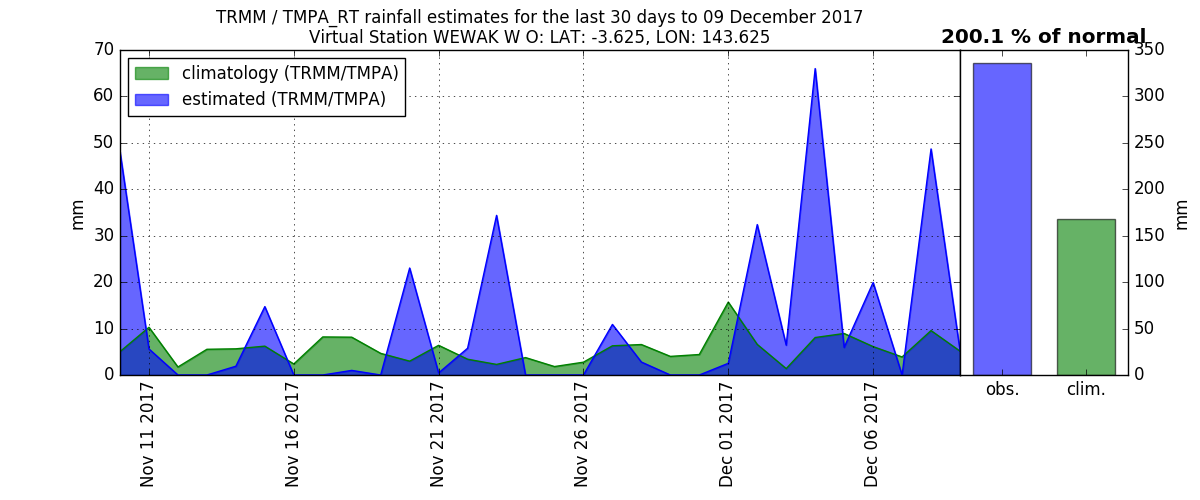 TRMM / TMPA_RT rainfall estimates for the last 30 days to 09 December 2017
Virtual Station WEWAK W O: LAT: -3.625, LON: 143.625
200.1 % of normal
climatology (TRMM/TMPA)
estimated (TRMM/TMPA)
70
60
50
40
30
20
10
0
mm
350
300
250
200
150
100
50
0
mm
Nov 11 2017
Nov 16 2017
Nov 21 2017
Nov 26 2017
Dec 01 2017
Dec 06 2017
obs.
clim.